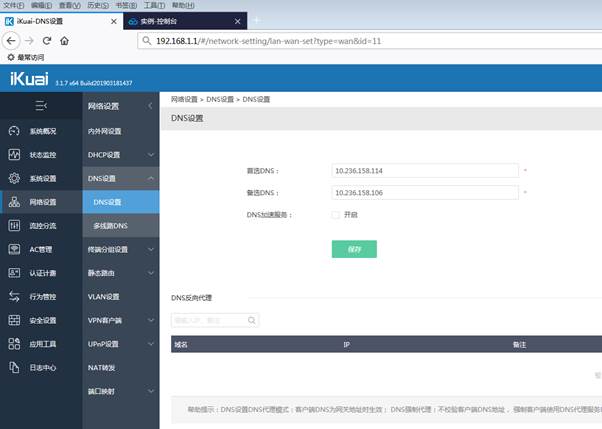 文件(F) 编辑(E) 查看(V) 历史(S) 书签(B) 工具(T) 帮助(H)
iKuai-DNS设置 实例-控制台
192.168.1.1/#/network-setting/lan-wan-set?type=wan&id=11
最常访问
iKuai 3.1.7 x64 Build201903181437
系统概况
状态监控
系统设置
网络设置
流控分流
AC管理
认证计费
行为管控
安全设置
应用工具
日志中心
网络设置
内外网设置
DHCP设置
DNS设置
DNS设置
多线路DNS
终端分组设置
静态路由
VLAN设置
VPN客户端
UPnP设置
NAT转发
端口映射
网络设置 > DNS设置 > DNS设置
DNS设置
首选DNS： 10.236.158.114 *
备选DNS： 10.236.158.106 *
DNS加速服务： 开启
保存
DNS反向代理
请输入IP、备注
域名 IP 备注
暂
帮助提示：DNS设置DNS代理模式：客户端DNS为网关地址时生效； DNS强制代理：不校验客户端DNS地址， 强制客户端使用DNS代理服务